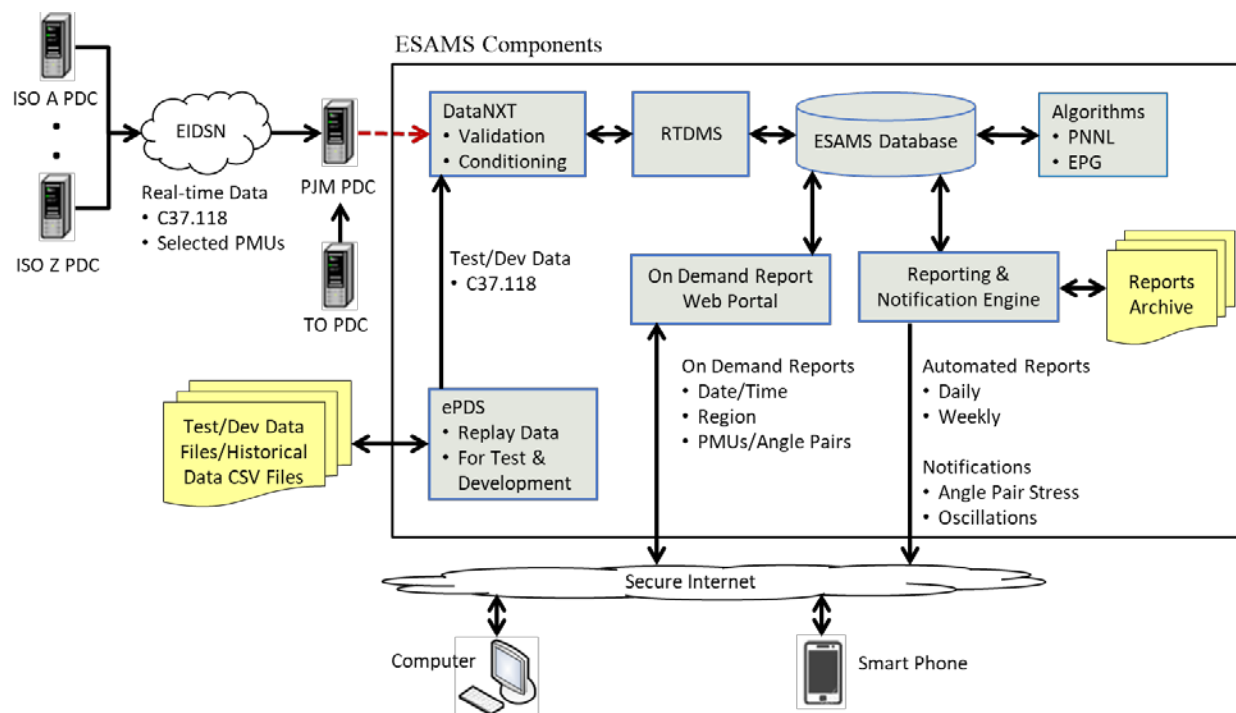 ESAMS Components
ISO A PDC
EIDSN
Real-time Data
• C37.118
• Selected PMUs
ISO Z PDC
PJM PDC
TO PDC
DataNXT
• Validation
• Conditioning
RTDMS
ESAMS Database
Algorithms
• PNNL
• EPG
Test/Dev Data
• C37.118
On Demand Report
Web Portal
Reporting &
Notification Engine
Reports
Archive
On Demand Reports
• Date/Time
• Region
• PMUs/Angle Pairs
Automated Reports
• Daily
• Weekly
Notifications
• Angle Pair Stress
• Oscillations
Test/Dev Data
Files/Historical
Data CSV Files
ePDS
• Replay Data
• For Test &
Development
Secure Internet
Computer
Smart Phone